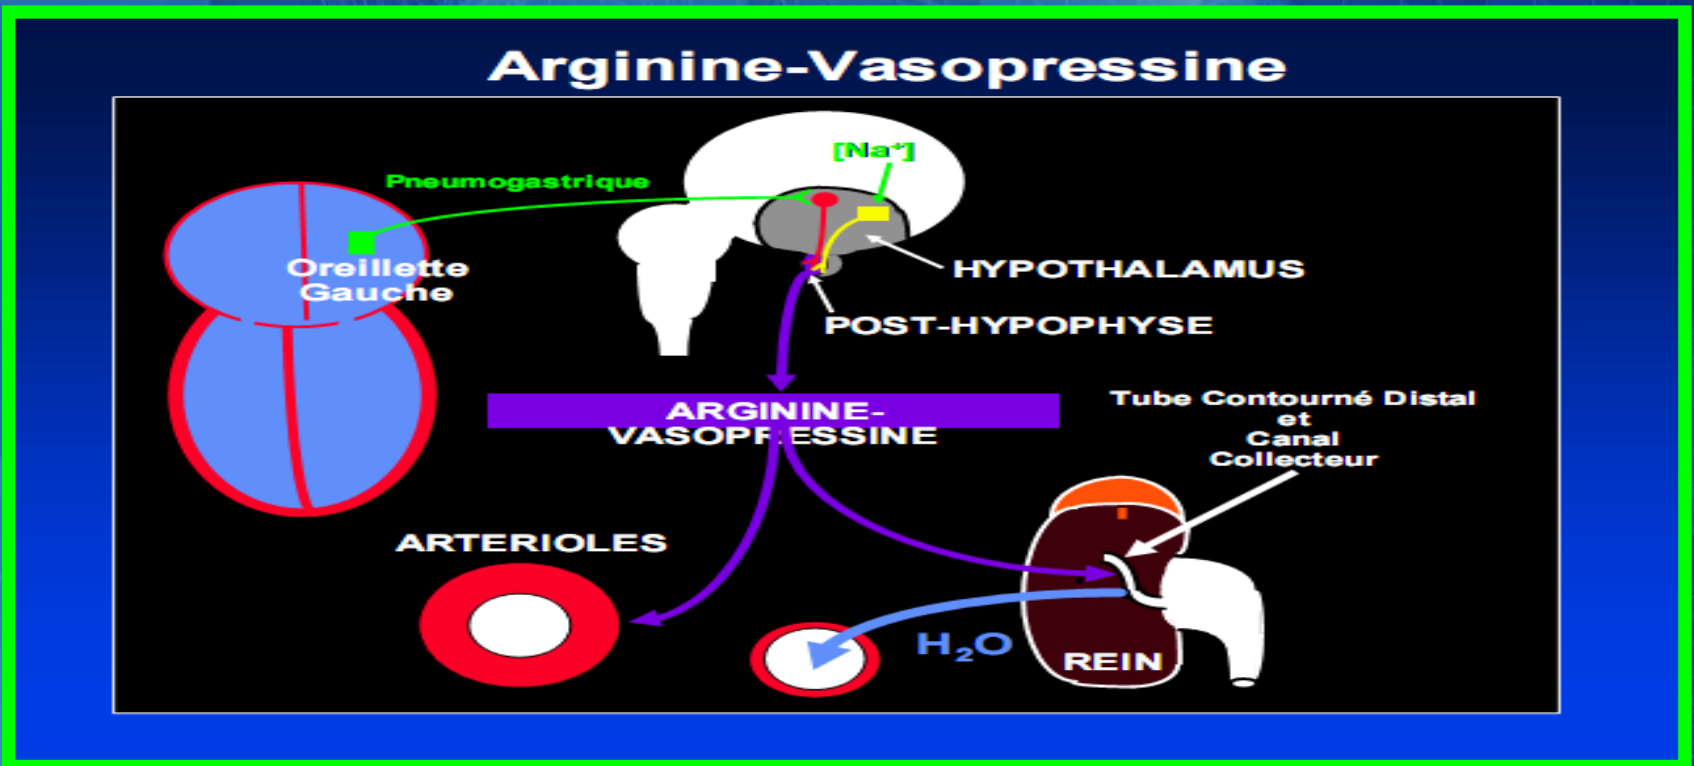 Arginine-Vasopressine
[Na⁺]
Pneumogastrique
Oreillette
Gauche
HYPOTHALAMUS
POST-HYPOPHYSE
ARGININE-
VASOPRESSINE
Tube Contourné Distal
et
Canal
Collecteur
ARTERIOLES
H₂O
REIN